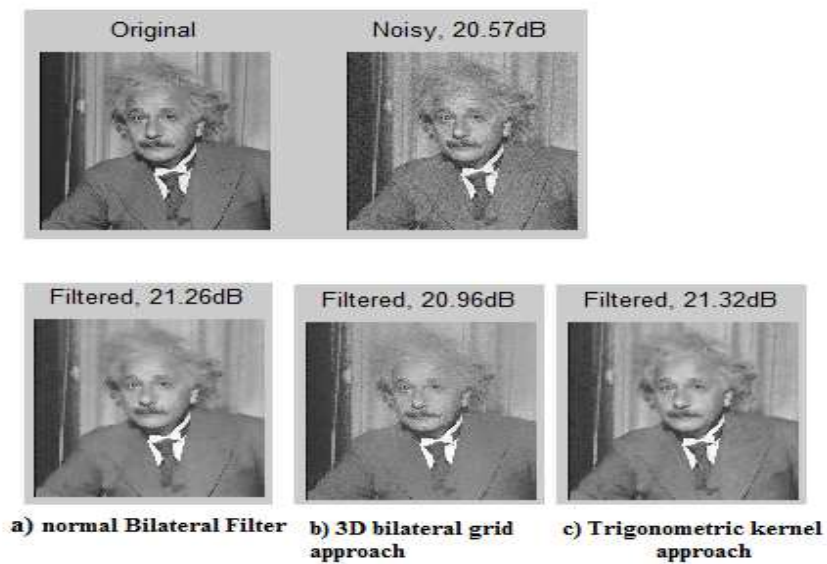 Original
Noisy, 20.57dB
Filtered, 21.26dB
Filtered, 20.96dB
Filtered, 21.32dB
a) normal Bilateral Filter
b) 3D bilateral grid
approach
c) Trigonometric kernel
approach